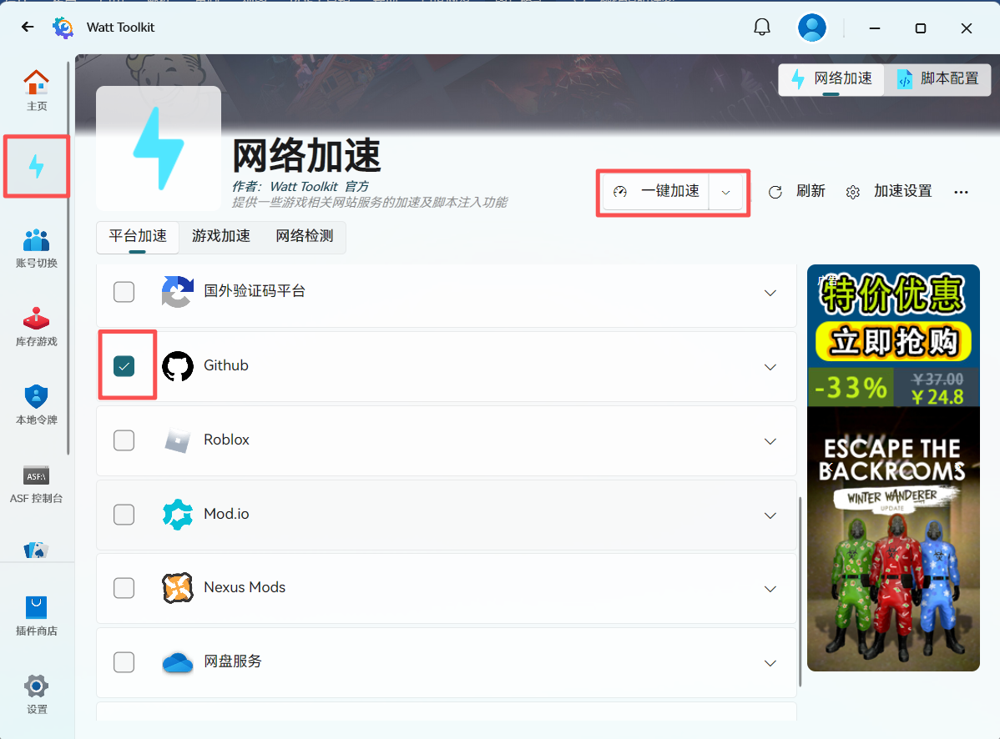 Watt Toolkit
主页
账号切换
库存游戏
本地令牌
ASF:\
ASF 控制台
插件商店
设置
网络加速
脚本配置
网络加速
作者: Watt Toolkit 官方
提供一些游戏相关网站服务的加速及脚本注入功能
一键加速
刷新
加速设置
平台加速
游戏加速
网络检测
国外验证码平台
Github
Roblox
Mod.io
Nexus Mods
网盘服务
广告
特价优惠
立即抢购
-33%
¥37.00
¥24.8
ESCAPE THE
BACKROOMS
WINTER WANDERER
UPDATE